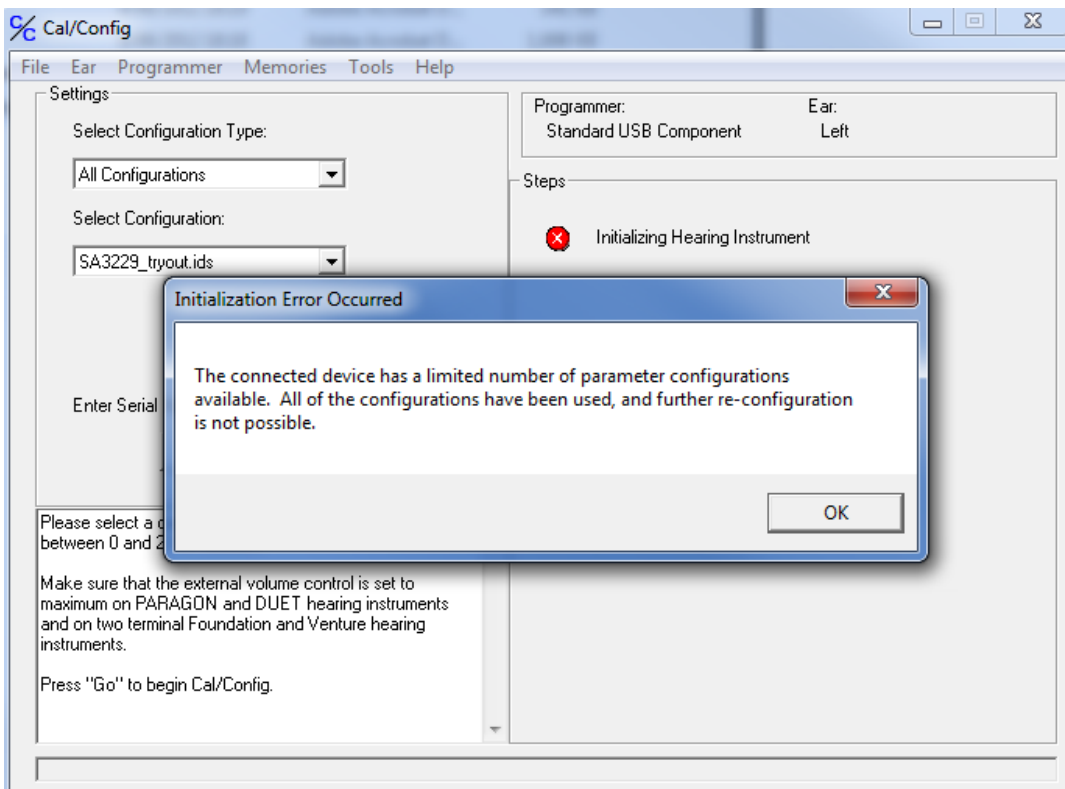 Cal/Config
File Ear Programmer Memories Tools Help
Settings
Select Configuration Type:
All Configurations
Select Configuration:
SA3229_tryout.ids
Enter Serial
Programmer:
Standard USB Component
Ear:
Left
Steps
Initializing Hearing Instrument
Initialization Error Occurred
The connected device has a limited number of parameter configurations
available. All of the configurations have been used, and further re-configuration
is not possible.
OK
Please select a
between 0 and 2
Make sure that the external volume control is set to
maximum on PARAGON and DUET hearing instruments
and on two terminal Foundation and Venture hearing
instruments.
Press "Go" to begin Cal/Config.